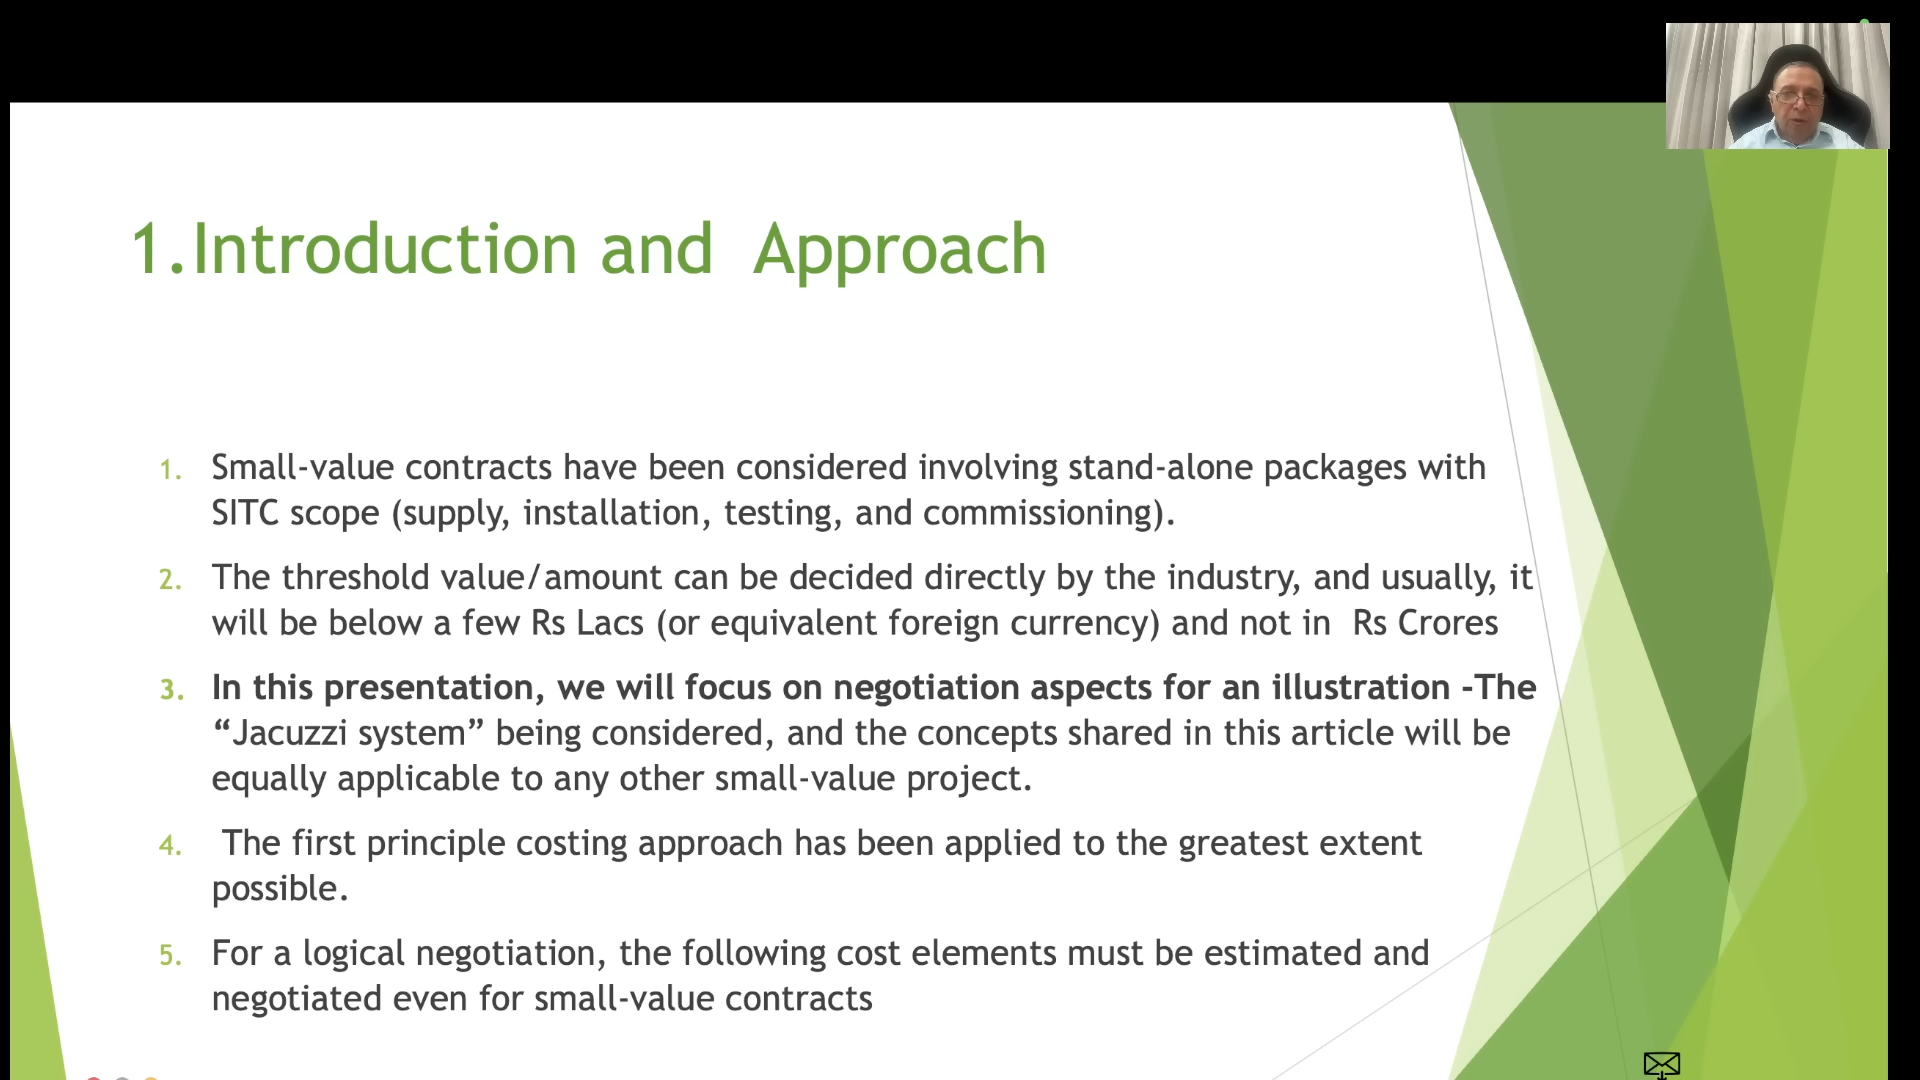 1.Introduction and  Approach
1. Small-value contracts have been considered involving stand-alone packages with
SITC scope (supply, installation, testing, and commissioning).
2. The threshold value/amount can be decided directly by the industry, and usually, it
will be below a few Rs Lacs (or equivalent foreign currency) and not in  Rs Crores
3. In this presentation, we will focus on negotiation aspects for an illustration -The
“Jacuzzi system” being considered, and the concepts shared in this article will be
equally applicable to any other small-value project.
4.  The first principle costing approach has been applied to the greatest extent
possible.
5. For a logical negotiation, the following cost elements must be estimated and
negotiated even for small-value contracts